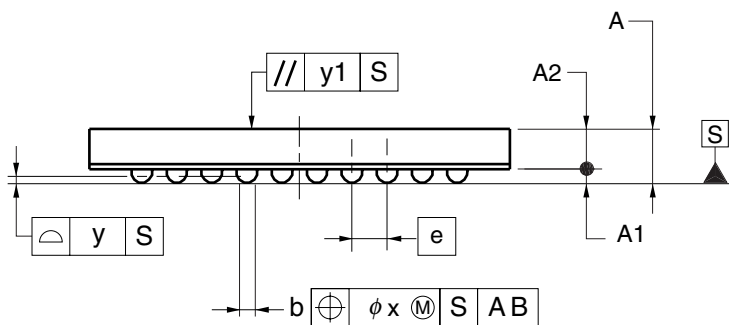 A
// y1 S
A2
S
⌓ y S
e
A1
b ⌖ ϕ x Ⓜ S A B